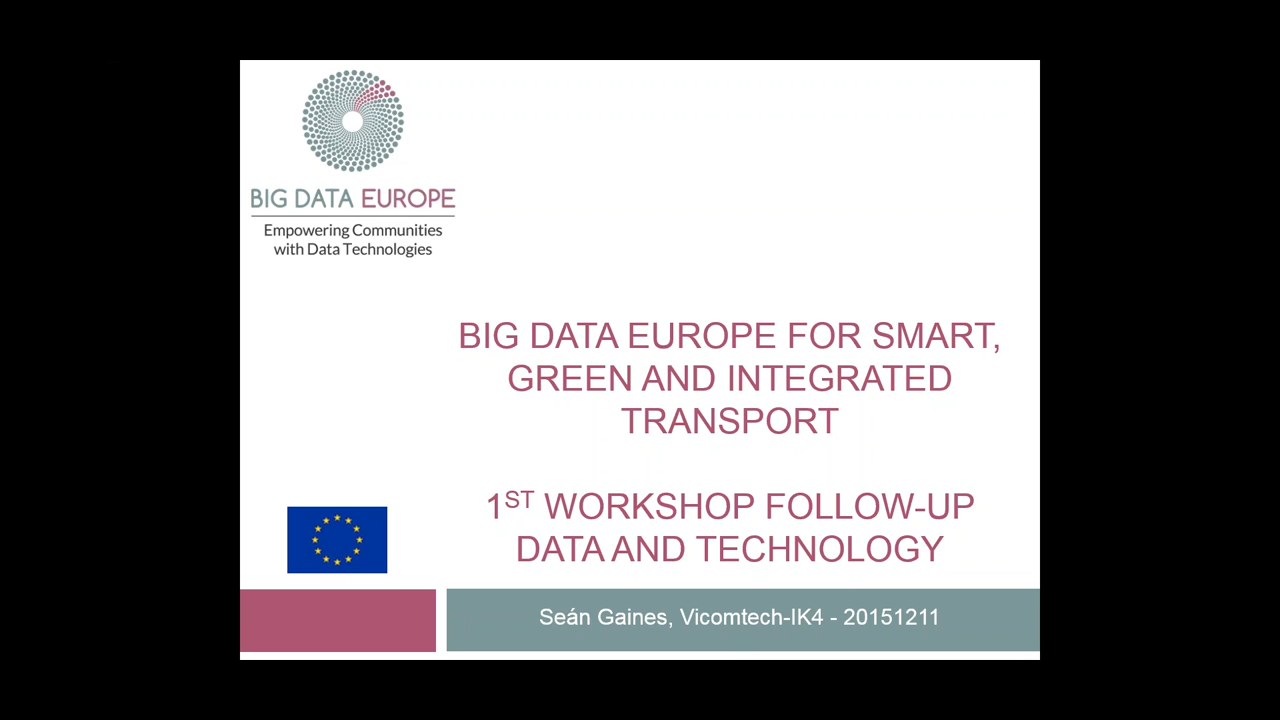 BIG DATA EUROPE
Empowering Communities
with Data Technologies
BIG DATA EUROPE FOR SMART,
GREEN AND INTEGRATED
TRANSPORT
1ST WORKSHOP FOLLOW-UP
DATA AND TECHNOLOGY
Seán Gaines, Vicomtech-IK4 - 20151211